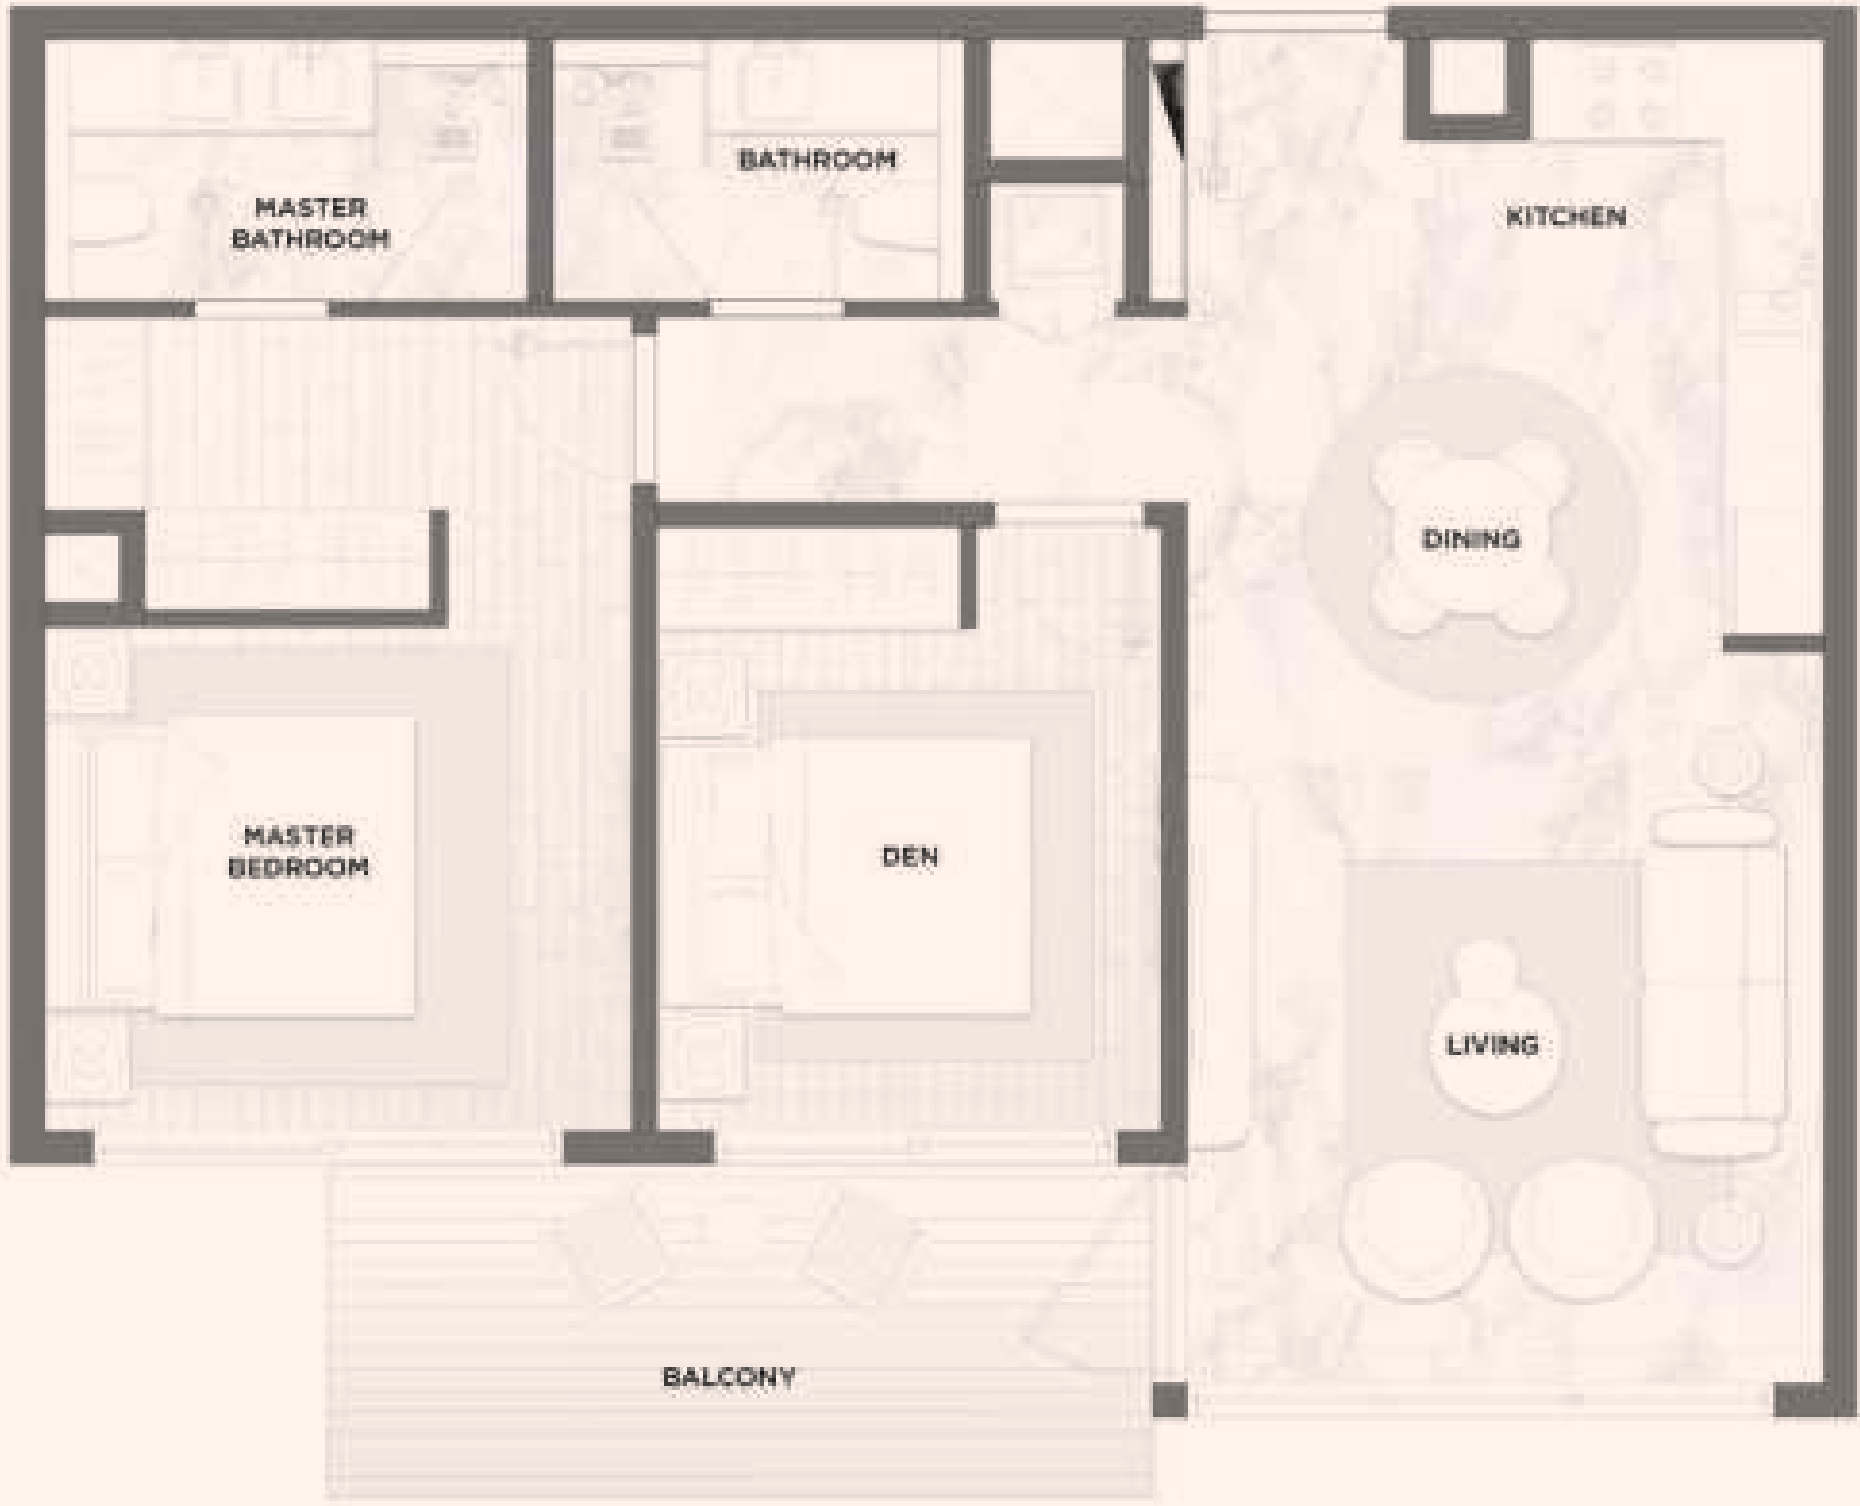 BATHROOM
MASTER
BATHROOM
KITCHEN
DINING
MASTER
BEDROOM
DEN
LIVING
BALCONY